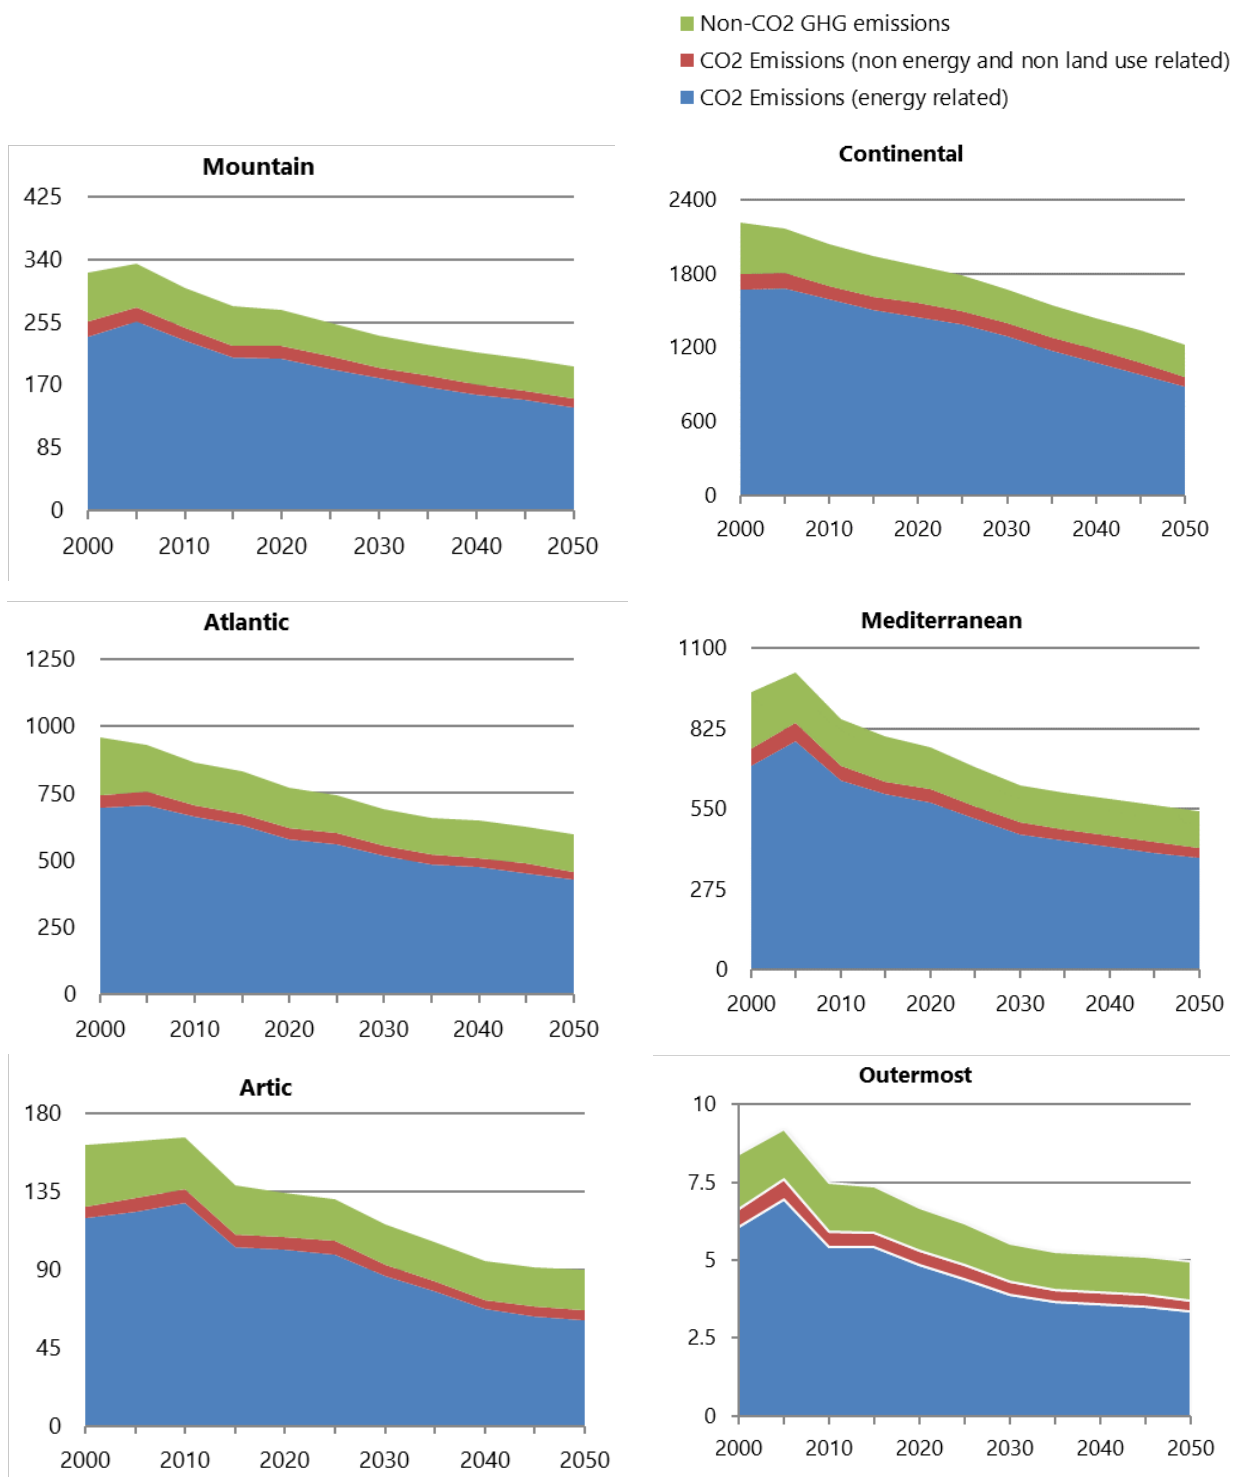 Non-CO2 GHG emissions
CO2 Emissions (non energy and non land use related)
CO2 Emissions (energy related)
Mountain
425
340
255
170
85
0
2000 2010 2020 2030 2040 2050
Continental
2400
1800
1200
600
0
2000 2010 2020 2030 2040 2050
Atlantic
1250
1000
750
500
250
0
2000 2010 2020 2030 2040 2050
Mediterranean
1100
825
550
275
0
2000 2010 2020 2030 2040 2050
Artic
180
135
90
45
0
2000 2010 2020 2030 2040 2050
Outermost
10
7.5
5
2.5
0
2000 2010 2020 2030 2040 2050